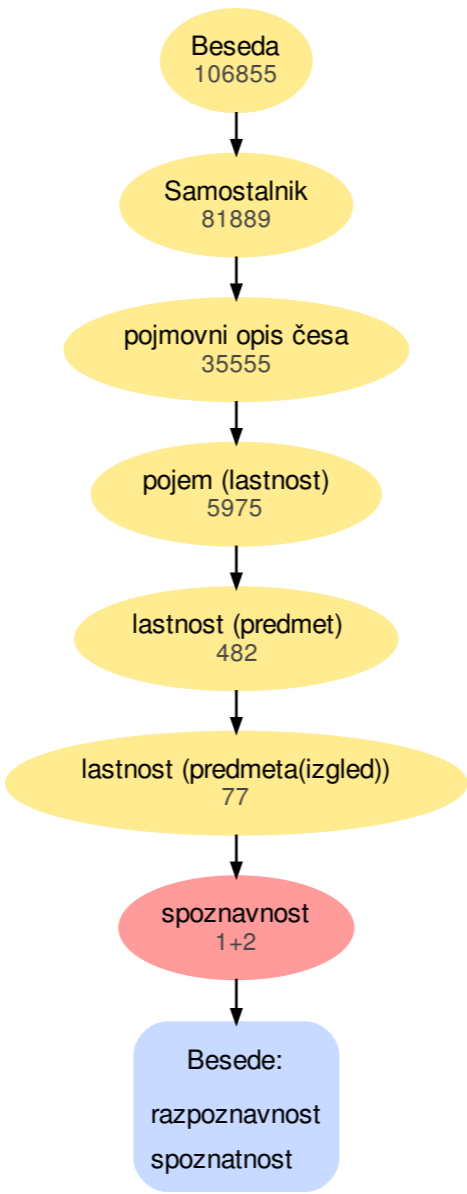 Beseda
106855
Samostalnik
81889
pojmovni opis česa
35555
pojem (lastnost)
5975
lastnost (predmet)
482
lastnost (predmeta(izgled))
77
spoznavnost
1+2
Besede:
razpoznavnost
spoznatnost